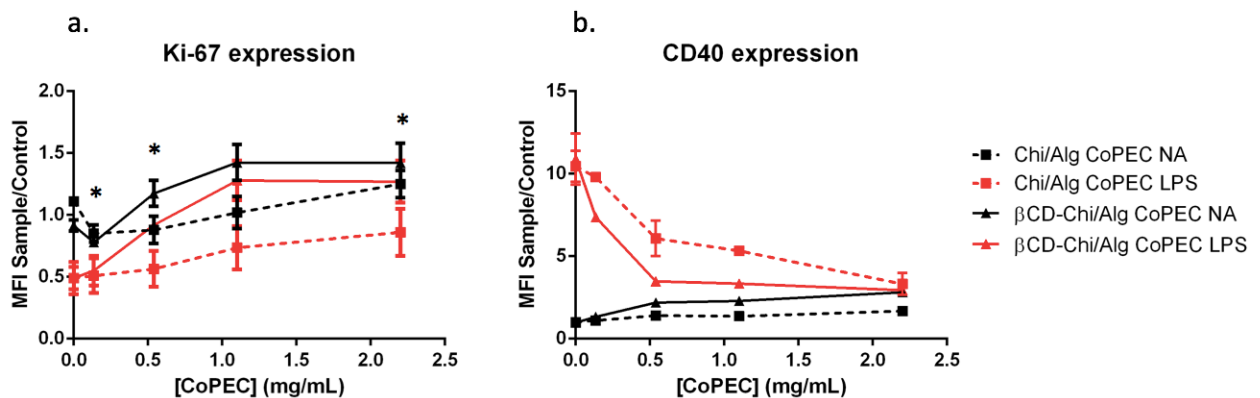 a.
Ki-67 expression
MFI Sample/Control
2.0
1.5
1.0
0.5
0.0
*
*
*
0.0 0.5 1.0 1.5 2.0 2.5
[CoPEC] (mg/mL)
b.
CD40 expression
MFI Sample/Control
15
10
5
0
0.0 0.5 1.0 1.5 2.0 2.5
[CoPEC] (mg/mL)
Chi/Alg CoPEC NA
Chi/Alg CoPEC LPS
βCD-Chi/Alg CoPEC NA
βCD-Chi/Alg CoPEC LPS